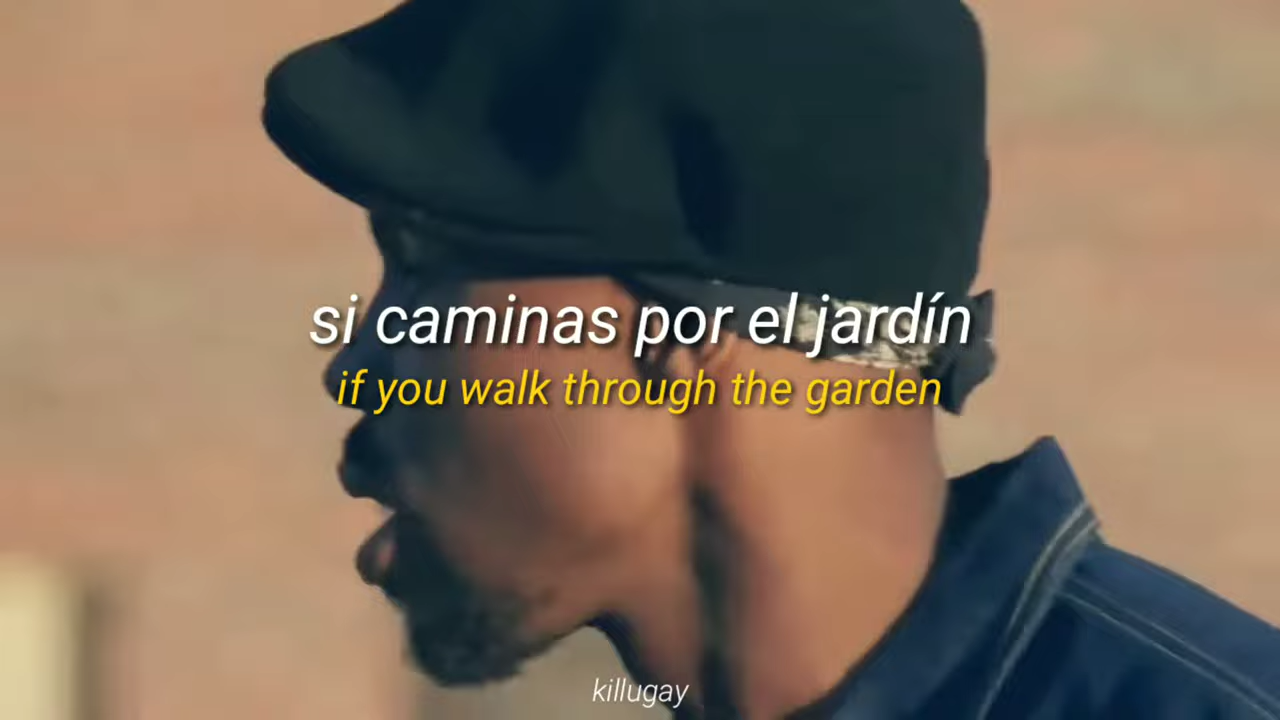 si caminas por el jardín
if you walk through the garden
killugay